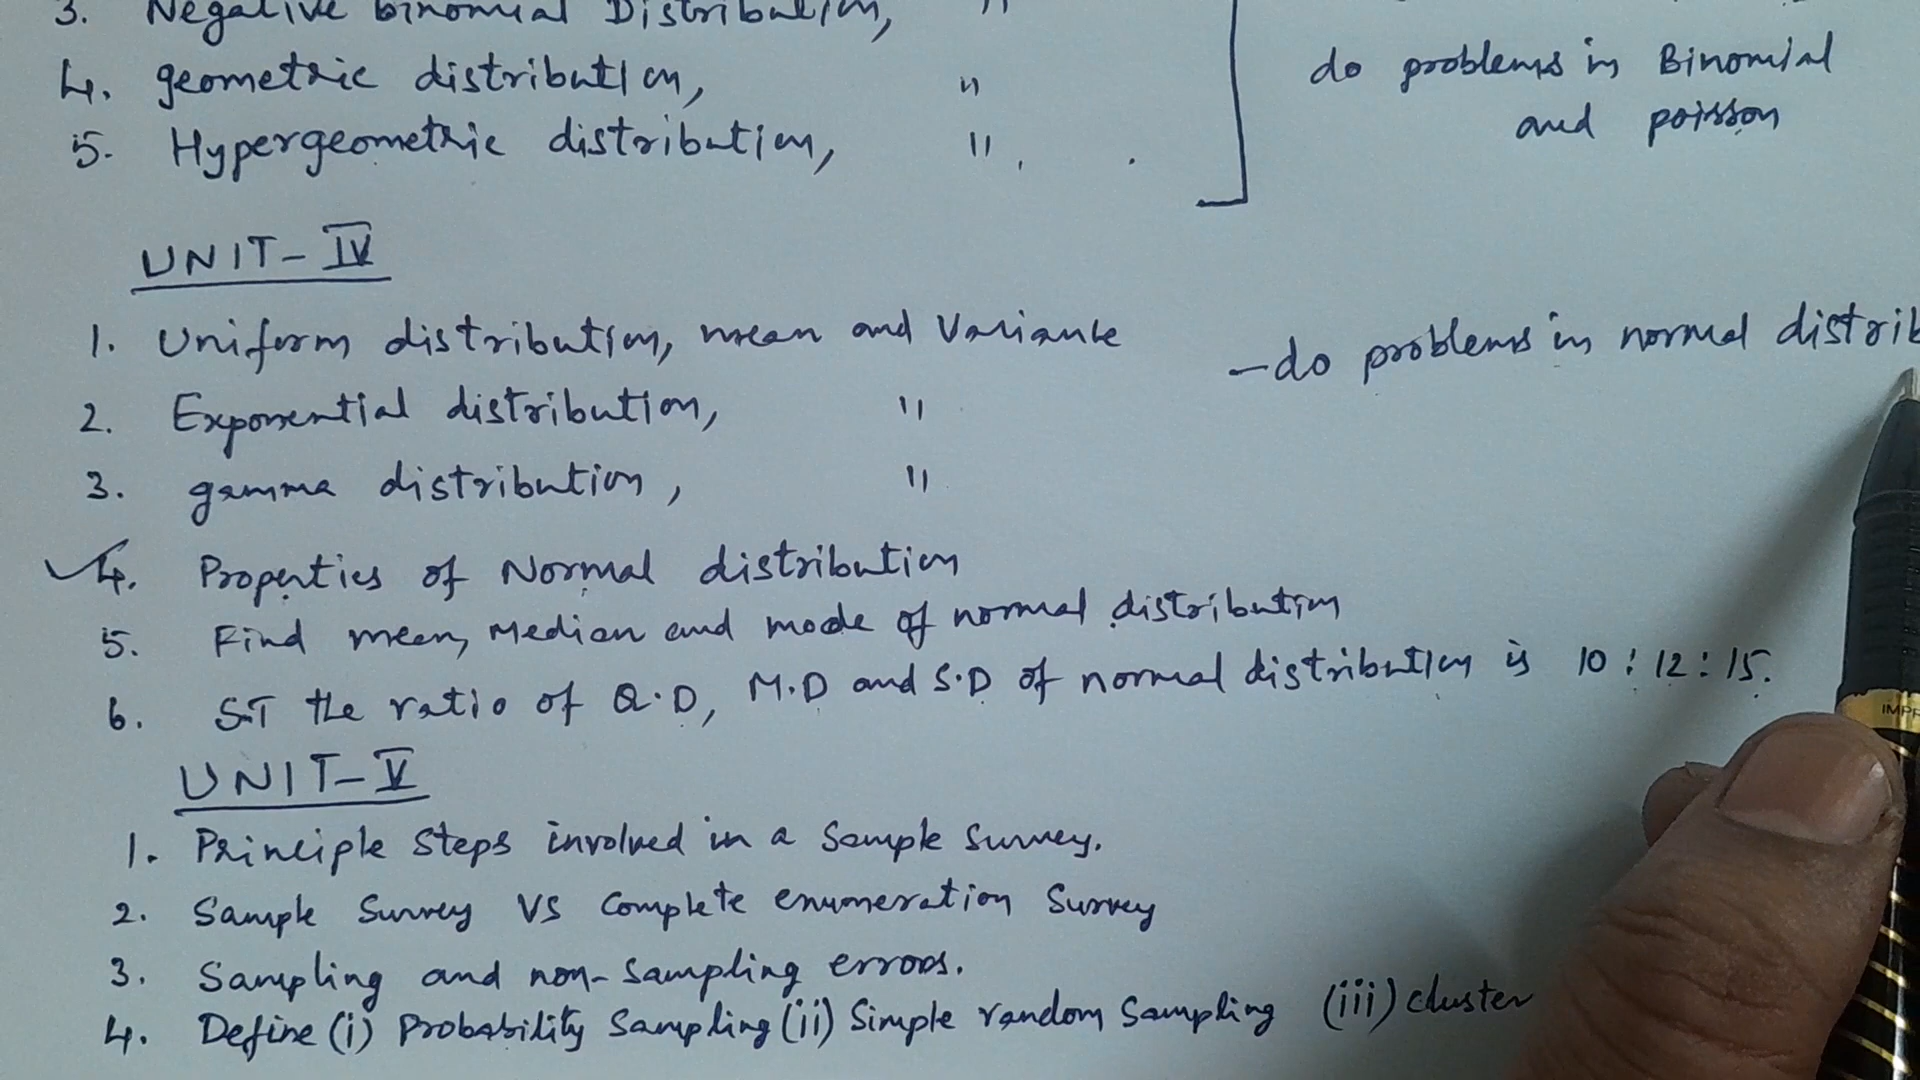 3. Negative binomial Distribution, "
4. geometric distribution, "
5. Hypergeometric distribution, ".
do problems in Binomial
and poisson
UNIT-IV
1. Uniform distribution, mean and Variance
-do problems in normal distrib
2. Exponential distribution, "
3. gamma distribution, "
4. Properties of Normal distribution
5. Find mean, Median and mode of normal distribution
6. S.T the ratio of Q.D, M.D and S.D of normal distribution is 10:12:15.
UNIT-V
1. Principle Steps involved in a Sample Survey.
2. Sample Survey VS Complete enumeration Survey
3. Sampling and non-Sampling errors.
4. Define (i) Probability Sampling (ii) Simple random Sampling (iii) cluster
IMPR